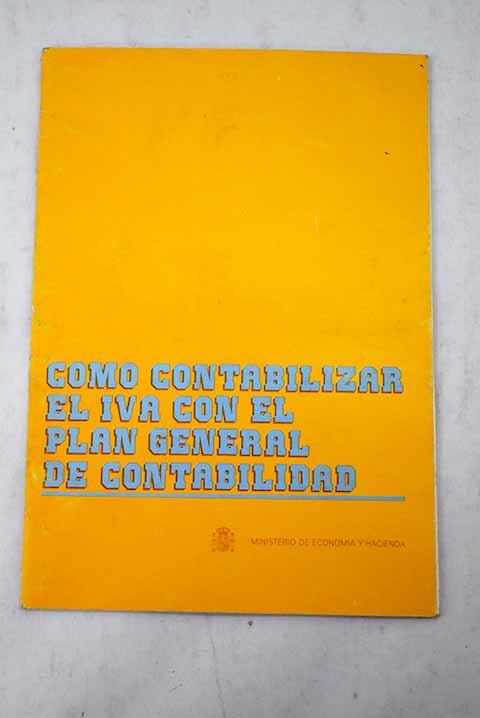 COMO CONTABILIZAR
EL IVA CON EL
PLAN GENERAL
DE CONTABILIDAD
MINISTERIO DE ECONOMIA Y HACIENDA